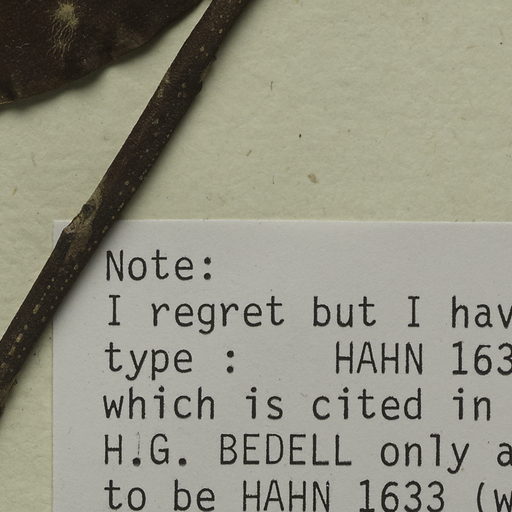 Note:
I regret but I hav
type :    HAHN 163
which is cited in
H.G. BEDELL only a
to be HAHN 1633 (w